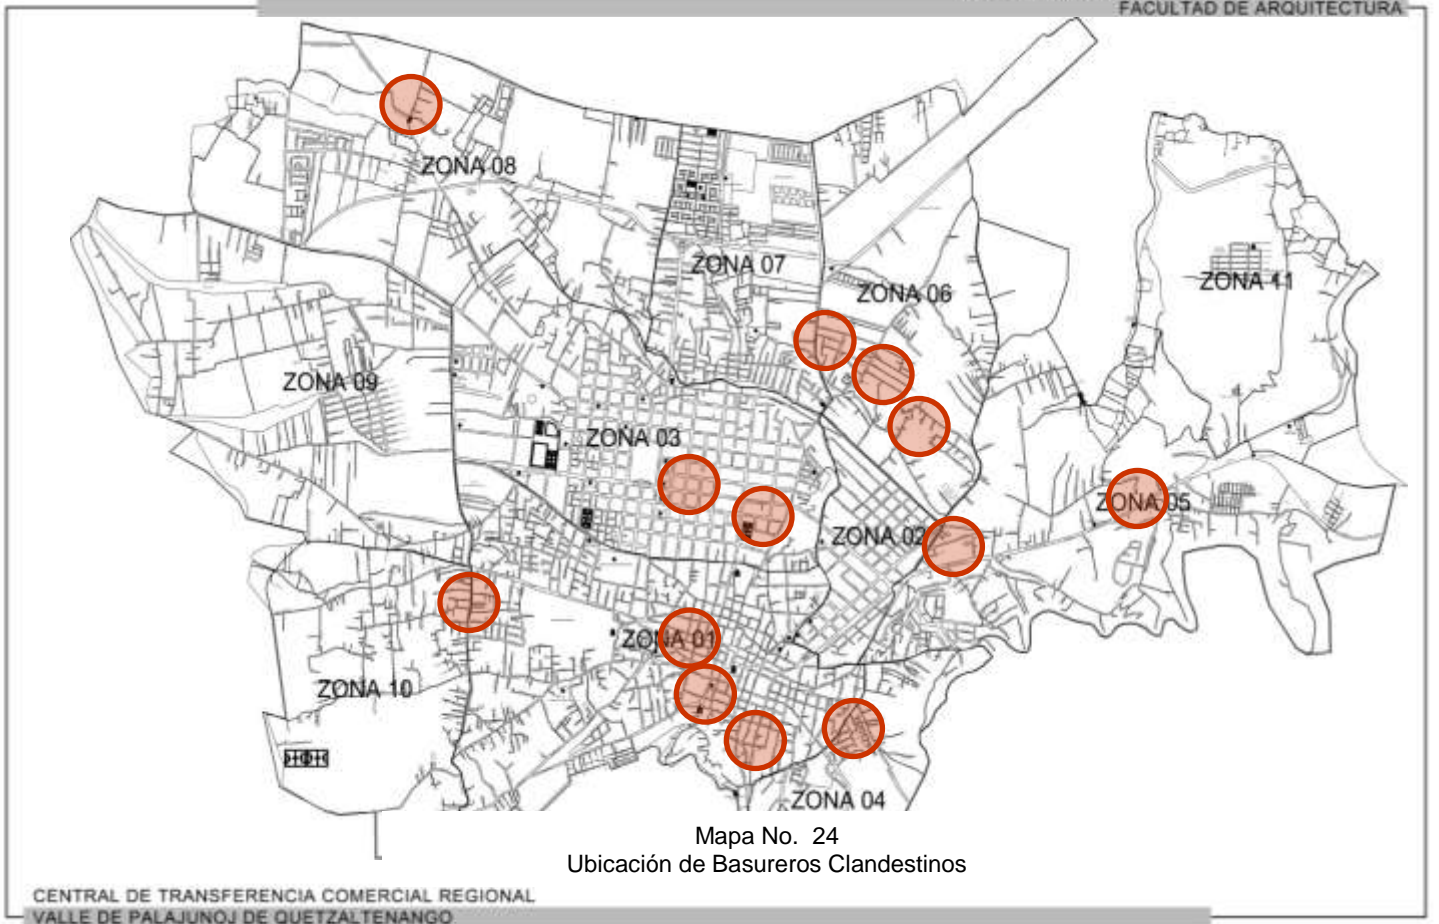 FACULTAD DE ARQUITECTURA
ZONA 08
ZONA 07
ZONA 06
ZONA 11
ZONA 09
ZONA 03
ZONA 05
ZONA 02
ZONA 01
ZONA 10
ZONA 04
Mapa No. 24
Ubicación de Basureros Clandestinos
CENTRAL DE TRANSFERENCIA COMERCIAL REGIONAL
VALLE DE PALAJUNOJ DE QUETZALTENANGO